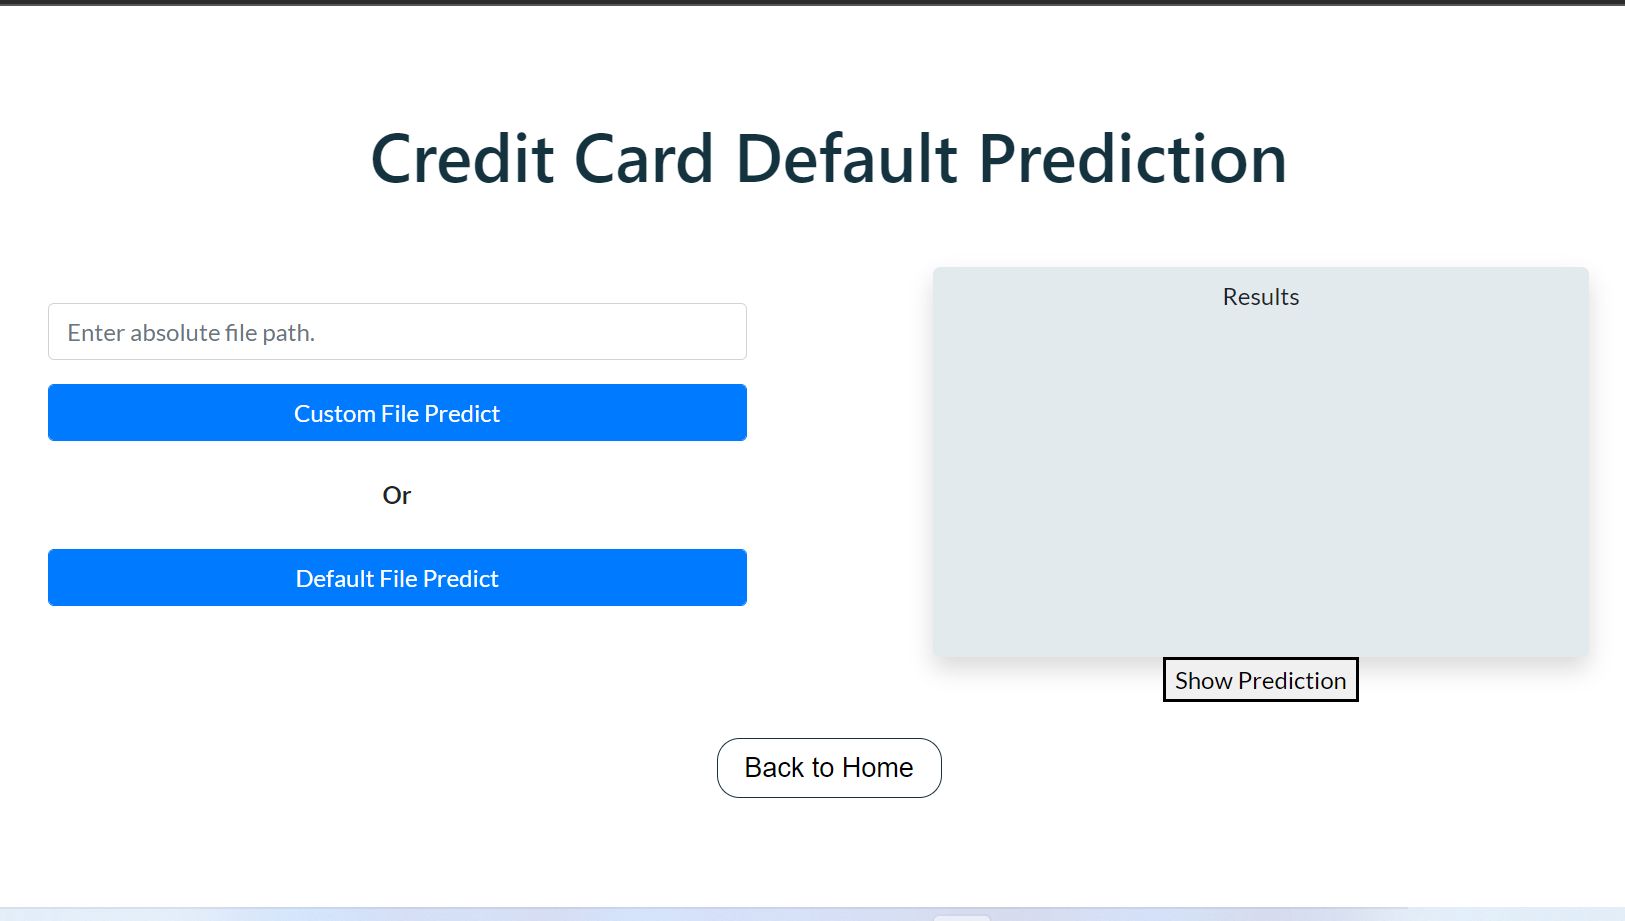 Credit Card Default Prediction
Enter absolute file path.
Custom File Predict
Or
Default File Predict
Results
Show Prediction
Back to Home